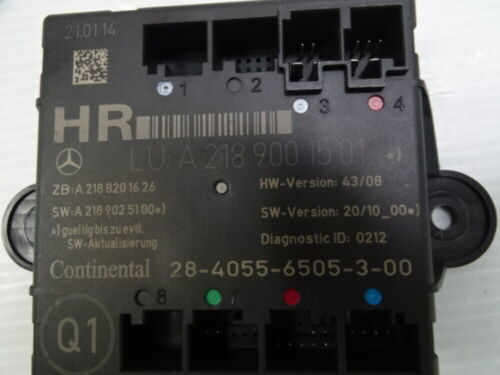 21.01.14
1 2 3 4
HR
LU: A 218 900 15 01 *)
ZB: A 218 820 16 26
HW-Version: 43/08
SW: A 218 902 51 00 *)
SW-Version: 20/10_00 *)
*) gueltig bis zu evtl.
SW-Aktualisierung
Diagnostic ID: 0212
Continental 28-4055-6505-3-00
8
Q1